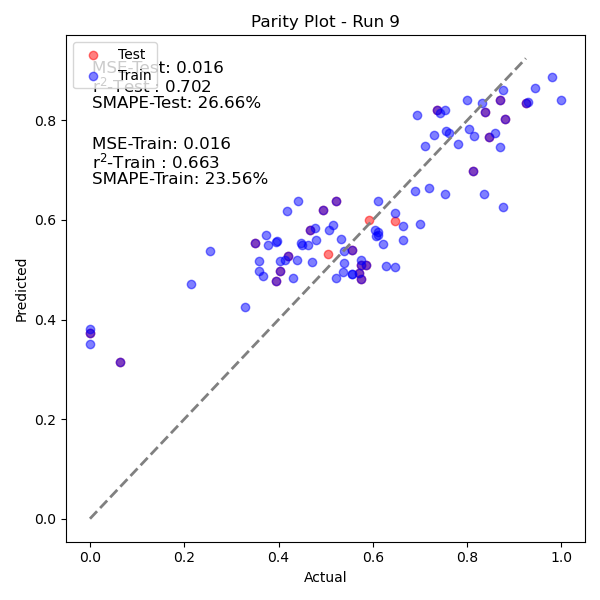 Parity Plot - Run 9
Test
Train
MSE-Test: 0.016
r²-Test : 0.702
SMAPE-Test: 26.66%
MSE-Train: 0.016
r²-Train : 0.663
SMAPE-Train: 23.56%
Predicted
0.8
0.6
0.4
0.2
0.0
0.0 0.2 0.4 0.6 0.8 1.0
Actual